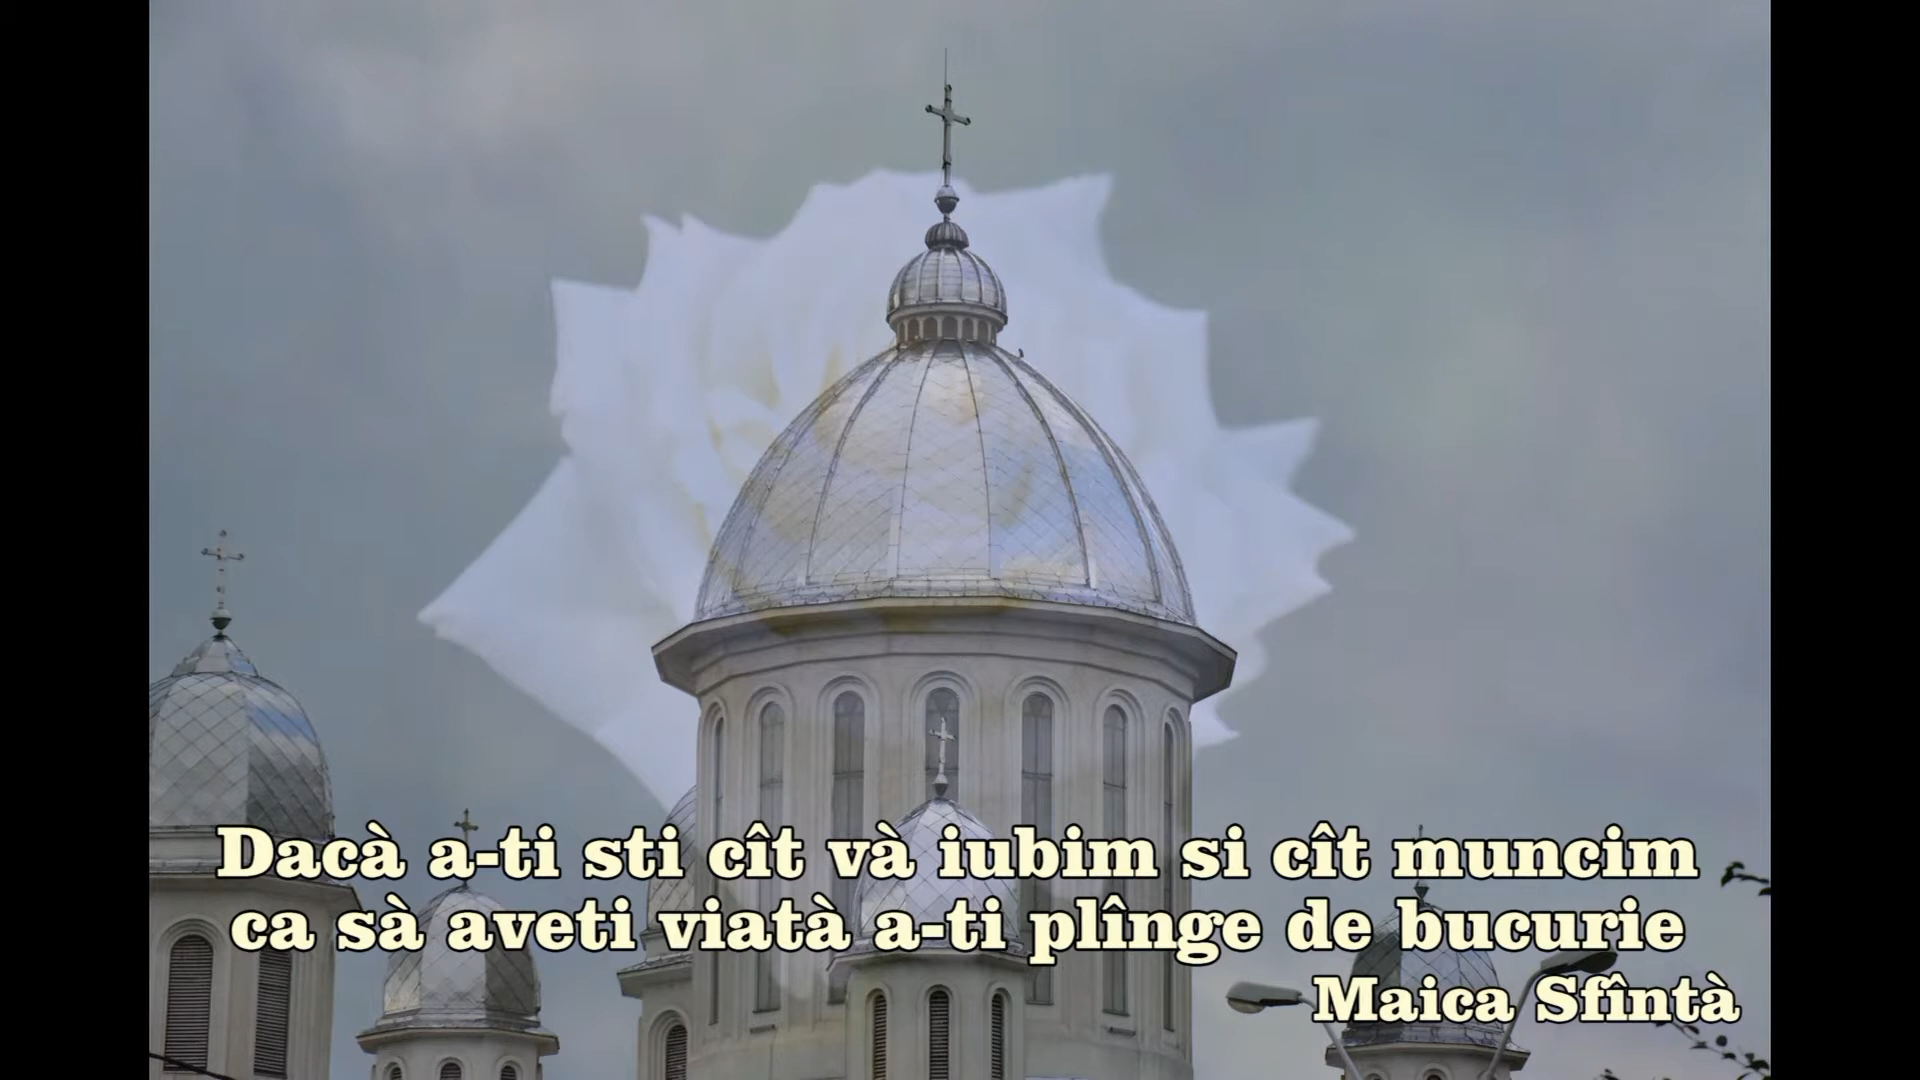 Dacà a-ti sti cît và iubim si cît muncim
ca sà aveti viatà a-ti plînge de bucurie
Maica Sfîntà